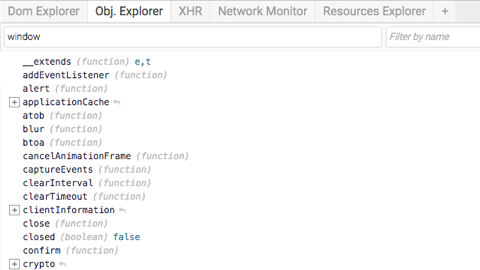 Dom Explorer Obj. Explorer XHR Network Monitor Resources Explorer +
window Filter by name
__extends (function) e,t
addEventListener (function)
alert (function)
applicationCache
atob (function)
blur (function)
btoa (function)
cancelAnimationFrame (function)
captureEvents (function)
clearInterval (function)
clearTimeout (function)
clientInformation
close (function)
closed (boolean) false
confirm (function)
crypto